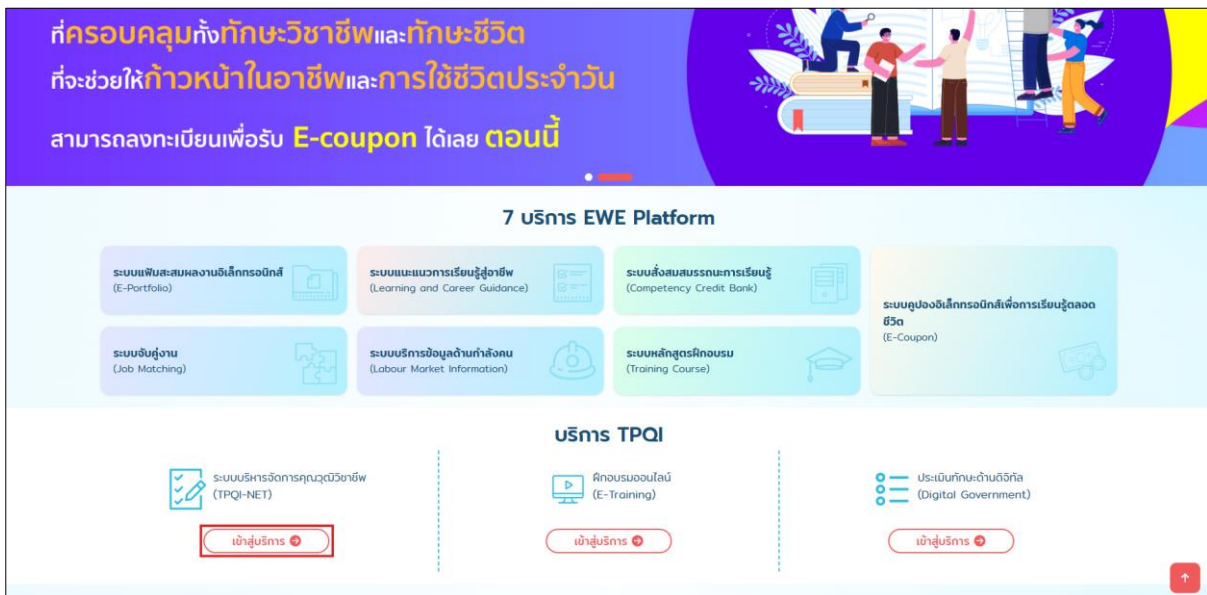 ที่ครอบคลุมทั้งทักษะวิชาชีพและทักษะชีวิต
ที่จะช่วยให้ก้าวหน้าในอาชีพและการใช้ชีวิตประจำวัน
สามารถลงทะเบียนเพื่อรับ E-coupon ได้เลย ตอนนี้
7 บริการ EWE Platform
ระบบแฟ้มสะสมผลงานอิเล็กทรอนิกส์
(E-Portfolio)
ระบบแนะแนวการเรียนรู้สู่อาชีพ
(Learning and Career Guidance)
ระบบสั่งสมสมรรถนะการเรียนรู้
(Competency Credit Bank)
ระบบคูปองอิเล็กทรอนิกส์เพื่อการเรียนรู้ตลอด
ชีวิต
(E-Coupon)
ระบบจับคู่งาน
(Job Matching)
ระบบบริการข้อมูลด้านกำลังคน
(Labour Market Information)
ระบบหลักสูตรฝึกอบรม
(Training Course)
บริการ TPQI
ระบบบริหารจัดการคุณวุฒิวิชาชีพ
(TPQI-NET)
เข้าสู่บริการ
ฝึกอบรมออนไลน์
(E-Training)
เข้าสู่บริการ
ประเมินทักษะด้านดิจิทัล
(Digital Government)
เข้าสู่บริการ